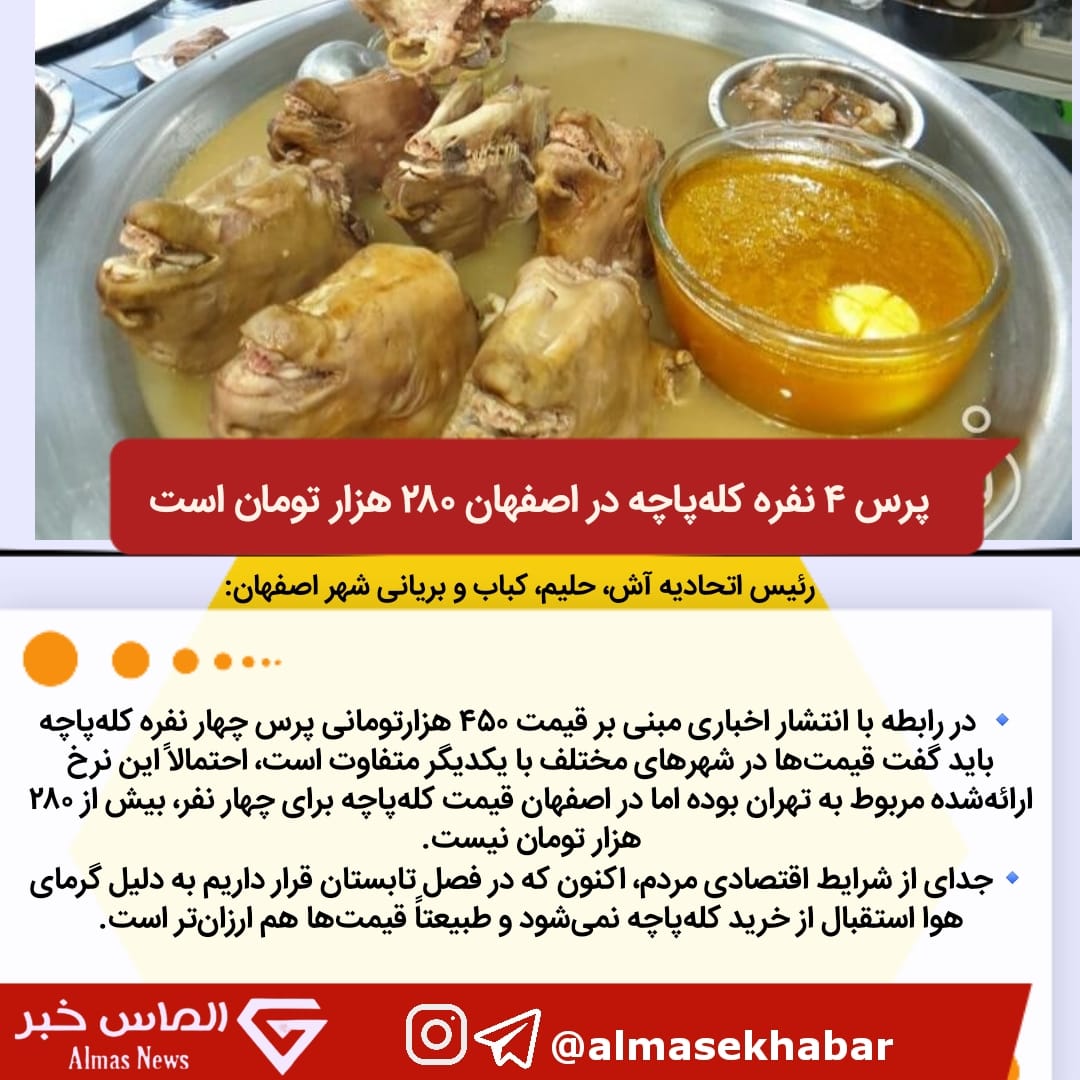 پرس ۴ نفره کله‌پاچه در اصفهان ۲۸۰ هزار تومان است
رئیس اتحادیه آش، حلیم، کباب و بریانی شهر اصفهان:
در رابطه با انتشار اخباری مبنی بر قیمت ۴۵۰ هزارتومانی پرس چهار نفره کله‌پاچه
باید گفت قیمت‌ها در شهرهای مختلف با یکدیگر متفاوت است، احتمالاً این نرخ
ارائه‌شده مربوط به تهران بوده اما در اصفهان قیمت کله‌پاچه برای چهار نفر، بیش از ۲۸۰
هزار تومان نیست.
جدای از شرایط اقتصادی مردم، اکنون که در فصل تابستان قرار داریم به دلیل گرمای
هوا استقبال از خرید کله‌پاچه نمی‌شود و طبیعتاً قیمت‌ها هم ارزان‌تر است.
الماس خبر
Almas News
@almasekhabar